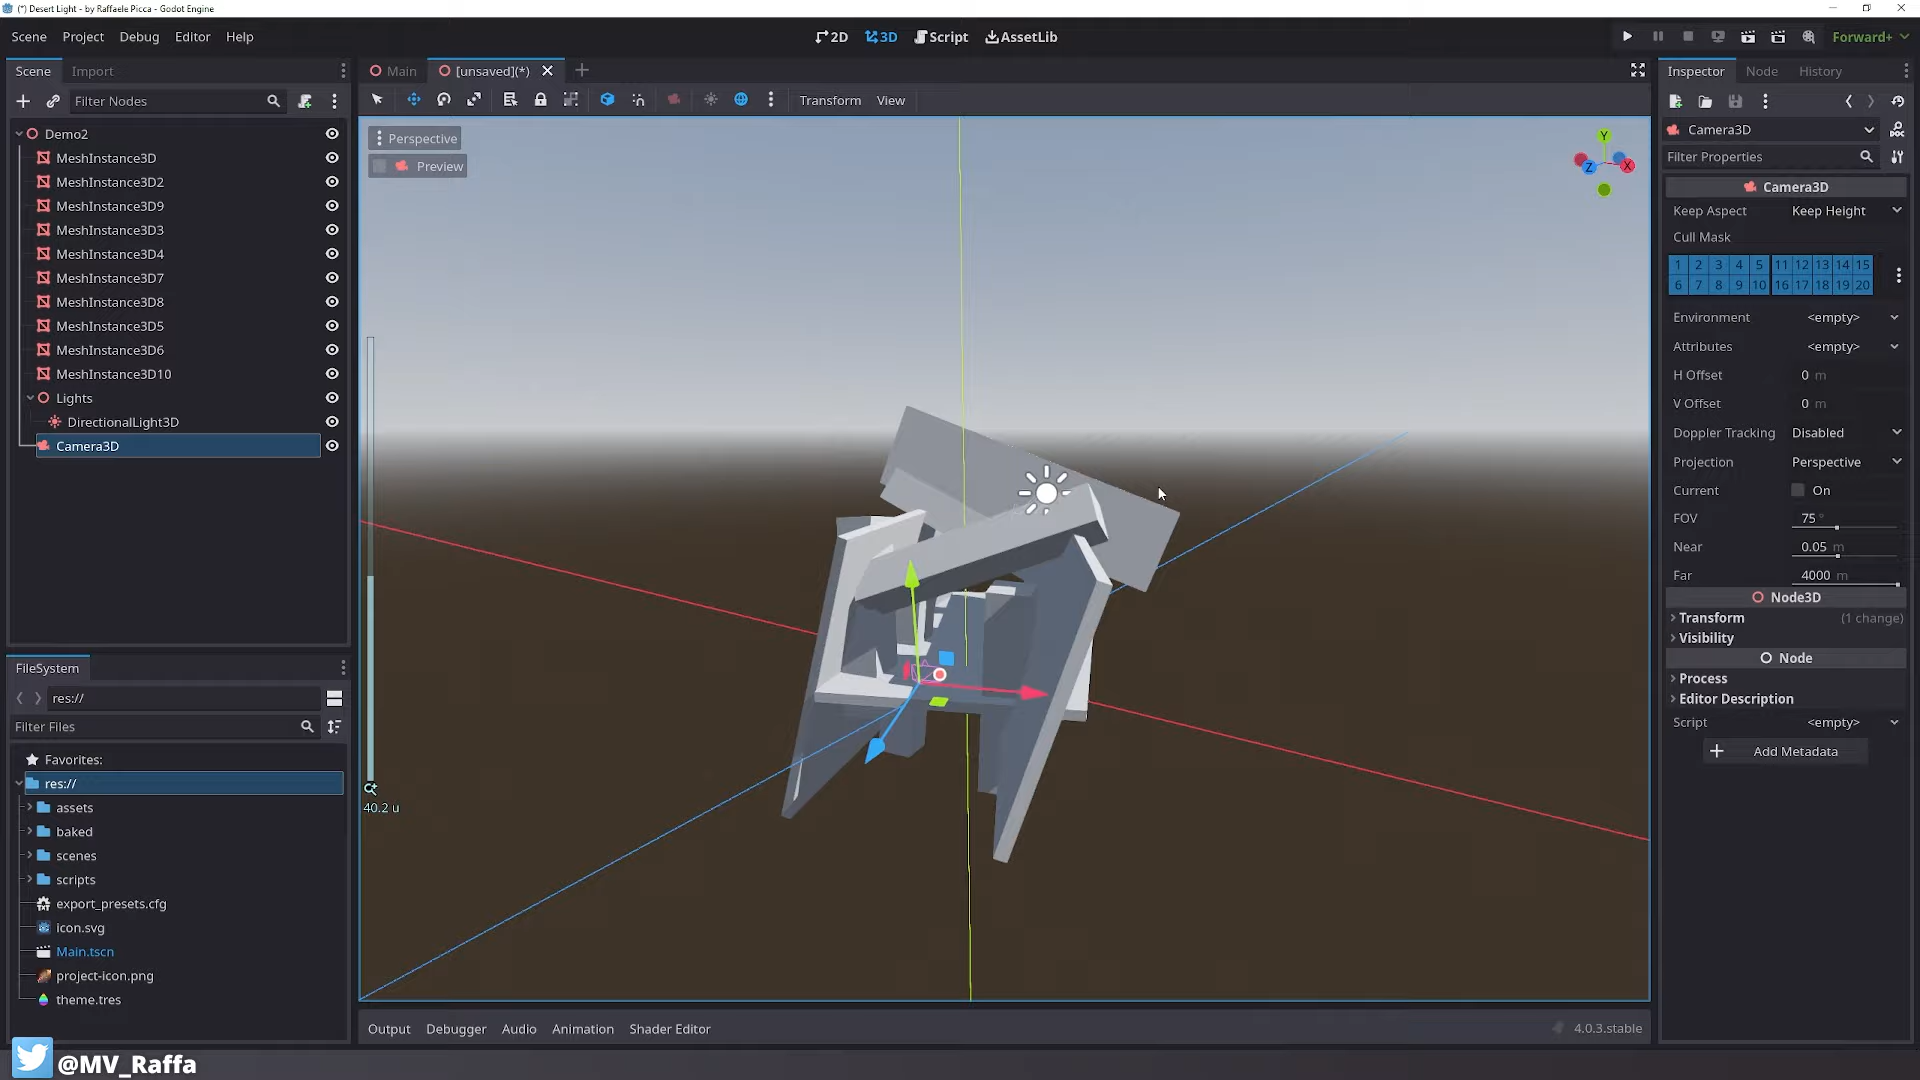 (*) Desert Light - by Raffaele Picca - Godot Engine
Scene Project Debug Editor Help
2D 3D Script AssetLib
Forward+
Scene Import
Filter Nodes
Demo2
MeshInstance3D
MeshInstance3D2
MeshInstance3D9
MeshInstance3D3
MeshInstance3D4
MeshInstance3D7
MeshInstance3D8
MeshInstance3D5
MeshInstance3D6
MeshInstance3D10
Lights
DirectionalLight3D
Camera3D
FileSystem
res://
Filter Files
Favorites:
res://
assets
baked
scenes
scripts
export_presets.cfg
icon.svg
Main.tscn
project-icon.png
theme.tres
Main [unsaved](*)
Transform View
Perspective
Preview
Y
Z X
40.2 u
Output Debugger Audio Animation Shader Editor
4.0.3.stable
Inspector Node History
Camera3D
Filter Properties
Camera3D
Keep Aspect Keep Height
Cull Mask
1 2 3 4 5 11 12 13 14 15
6 7 8 9 10 16 17 18 19 20
Environment <empty>
Attributes <empty>
H Offset 0 m
V Offset 0 m
Doppler Tracking Disabled
Projection Perspective
Current On
FOV 75 °
Near 0.05 m
Far 4000 m
Node3D
Transform (1 change)
Visibility
Node
Process
Editor Description
Script <empty>
Add Metadata
@MV_Raffa